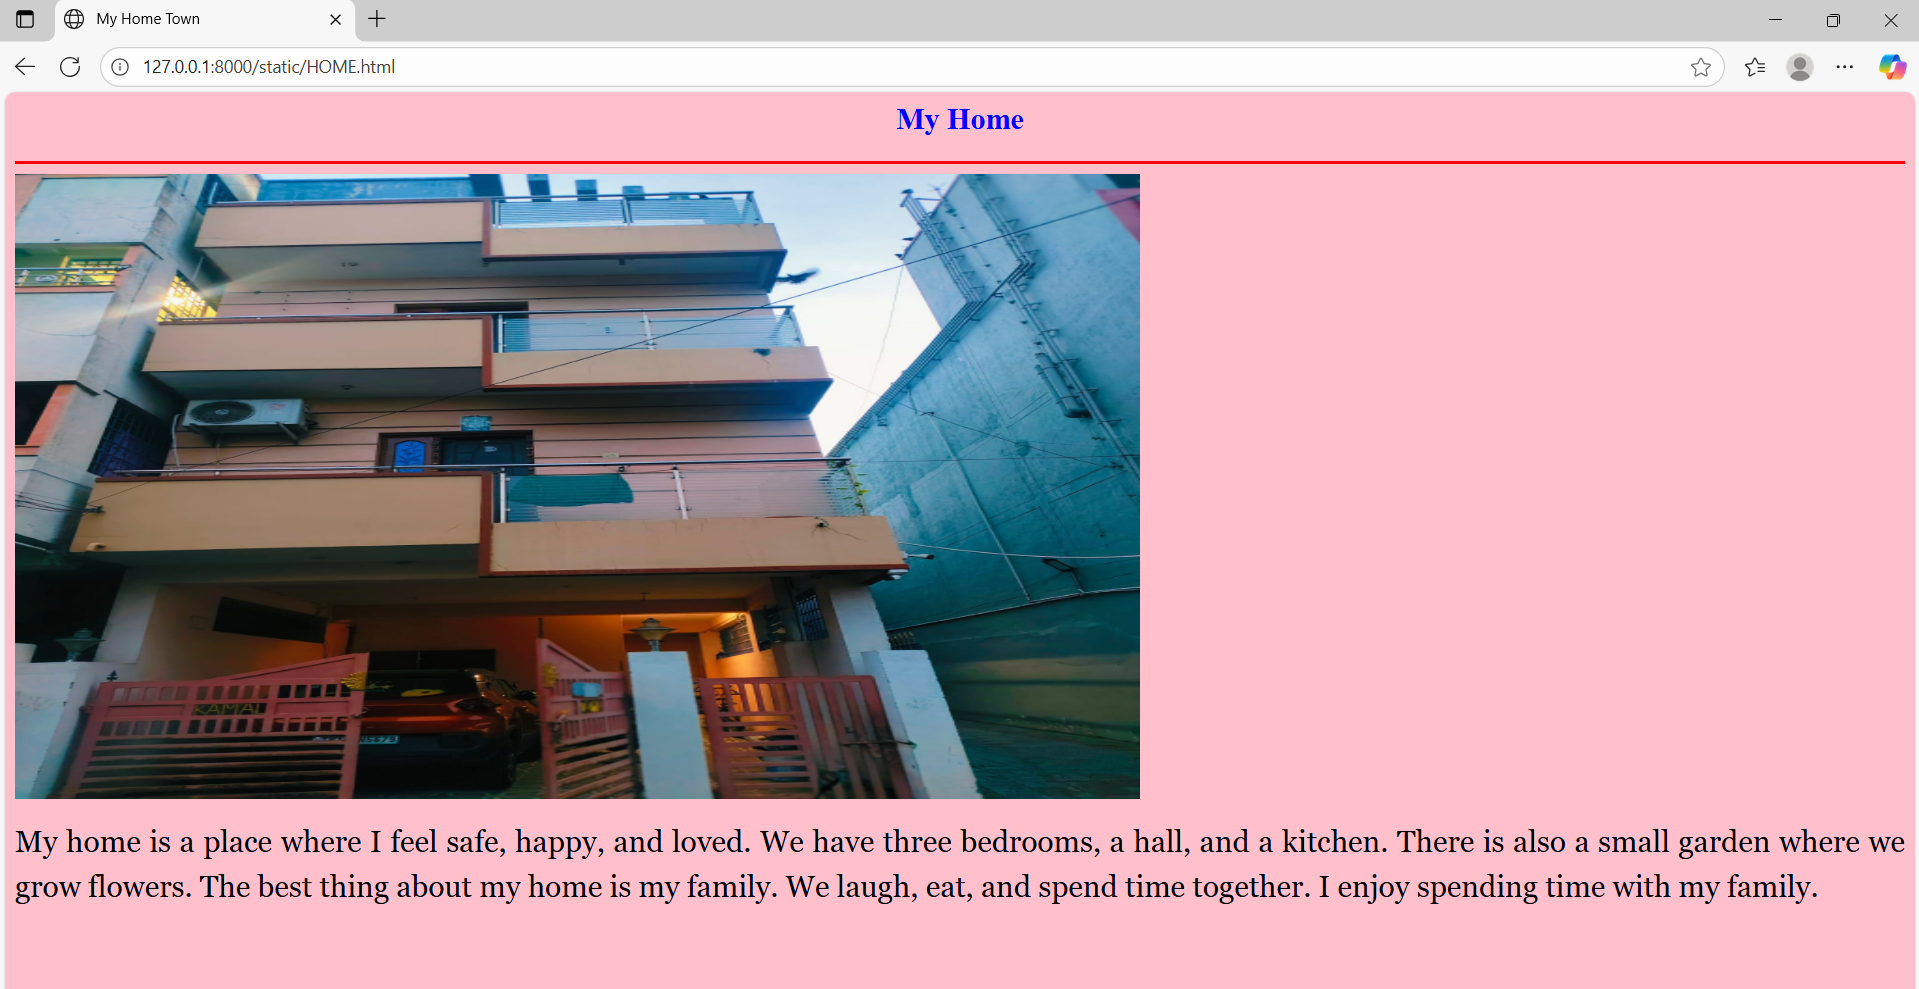 My Home Town
127.0.0.1:8000/static/HOME.html
My Home
KAMAL
My home is a place where I feel safe, happy, and loved. We have three bedrooms, a hall, and a kitchen. There is also a small garden where we
grow flowers. The best thing about my home is my family. We laugh, eat, and spend time together. I enjoy spending time with my family.